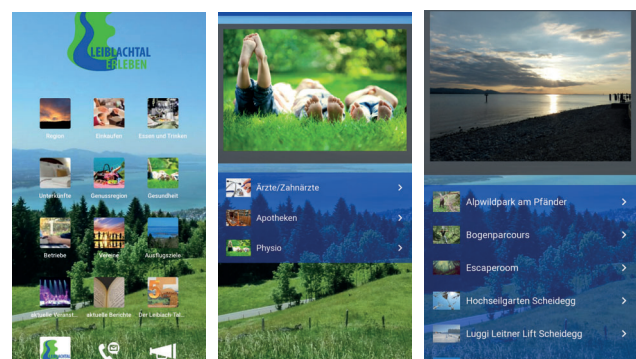 LEIBLACHTAL
ERLEBEN
Region
Einkaufen
Essen und Trinken
Unterkünfte
Genussregion
Gesundheit
Betriebe
Vereine
Ausflugsziele
aktuelle Veranst...
aktuelle Berichte
Der Leiblach Tel...
Ärzte/Zahnärzte
Apotheken
Physio
Alpwildpark am Pfänder
Bogenparcours
Escaperoom
Hochseilgarten Scheidegg
Luggi Leitner Lift Scheidegg